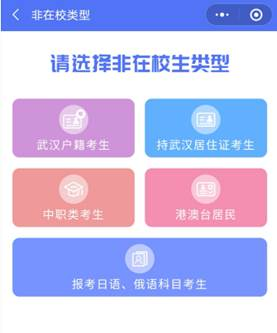 非在校类型
请选择非在校生类型
武汉户籍考生
持武汉居住证考生
中职类考生
港澳台居民
报考日语、俄语科目考生